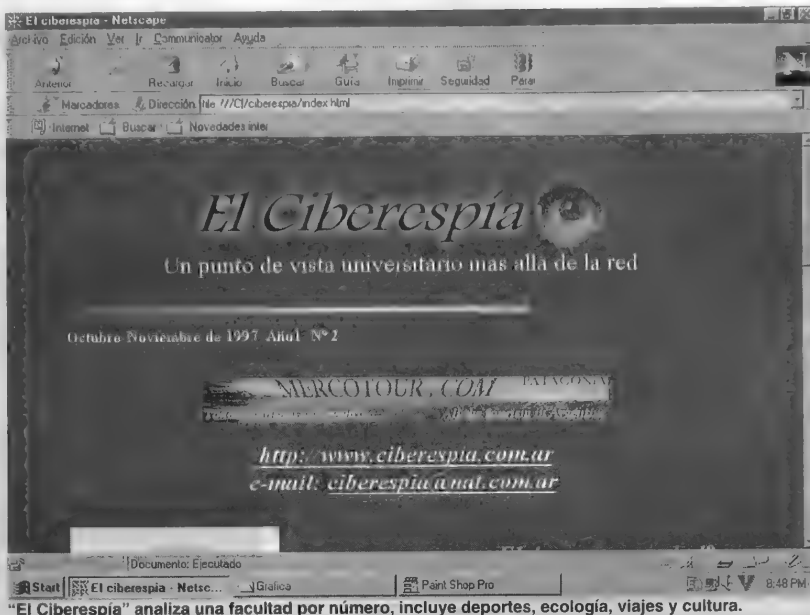 El ciberespia - Netscape
Archivo Edición Ver Ir Communicator Ayuda
Anterior Recargar Inicio Buscar Guía Imprimir Seguridad Parar
Marcadores Dirección file:///C|/ciberespia/index.html
Internet Buscar Novedades inter
El Ciberespía
Un punto de vista universitario mas allá de la red
Octubre-Noviembre de 1997 Año1 N° 2
MERCOTOUR.COM PATAGONIA
http://www.ciberespia.com.ar
e-mail: ciberespia@nat.com.ar
Documento: Ejecutado
Start El ciberespia - Netsc... Grafica Paint Shop Pro 8:48 PM
"El Ciberespía" analiza una facultad por número, incluye deportes, ecología, viajes y cultura.